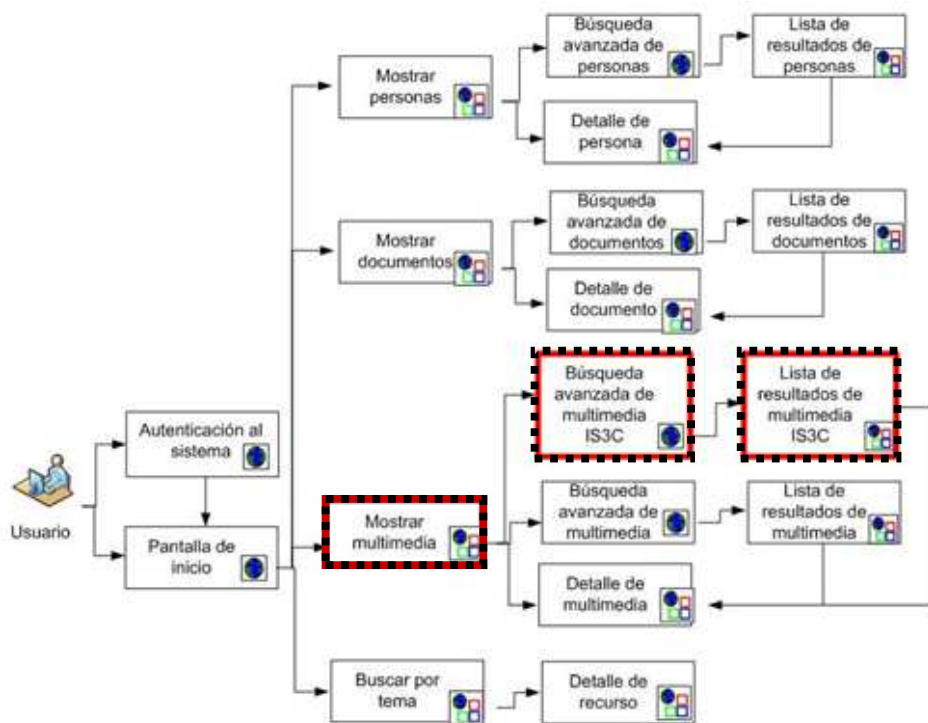 Búsqueda
avanzada de
personas
Lista de
resultados de
personas
Mostrar
personas
Detalle de
persona
Búsqueda
avanzada de
documentos
Lista de
resultados de
documentos
Mostrar
documentos
Detalle de
documento
Búsqueda
avanzada de
multimedia
IS3C
Lista de
resultados de
multimedia
IS3C
Autenticación al
sistema
Usuario
Pantalla de
inicio
Mostrar
multimedia
Búsqueda
avanzada de
multimedia
Lista de
resultados de
multimedia
Detalle de
multimedia
Buscar por
tema
Detalle de
recurso